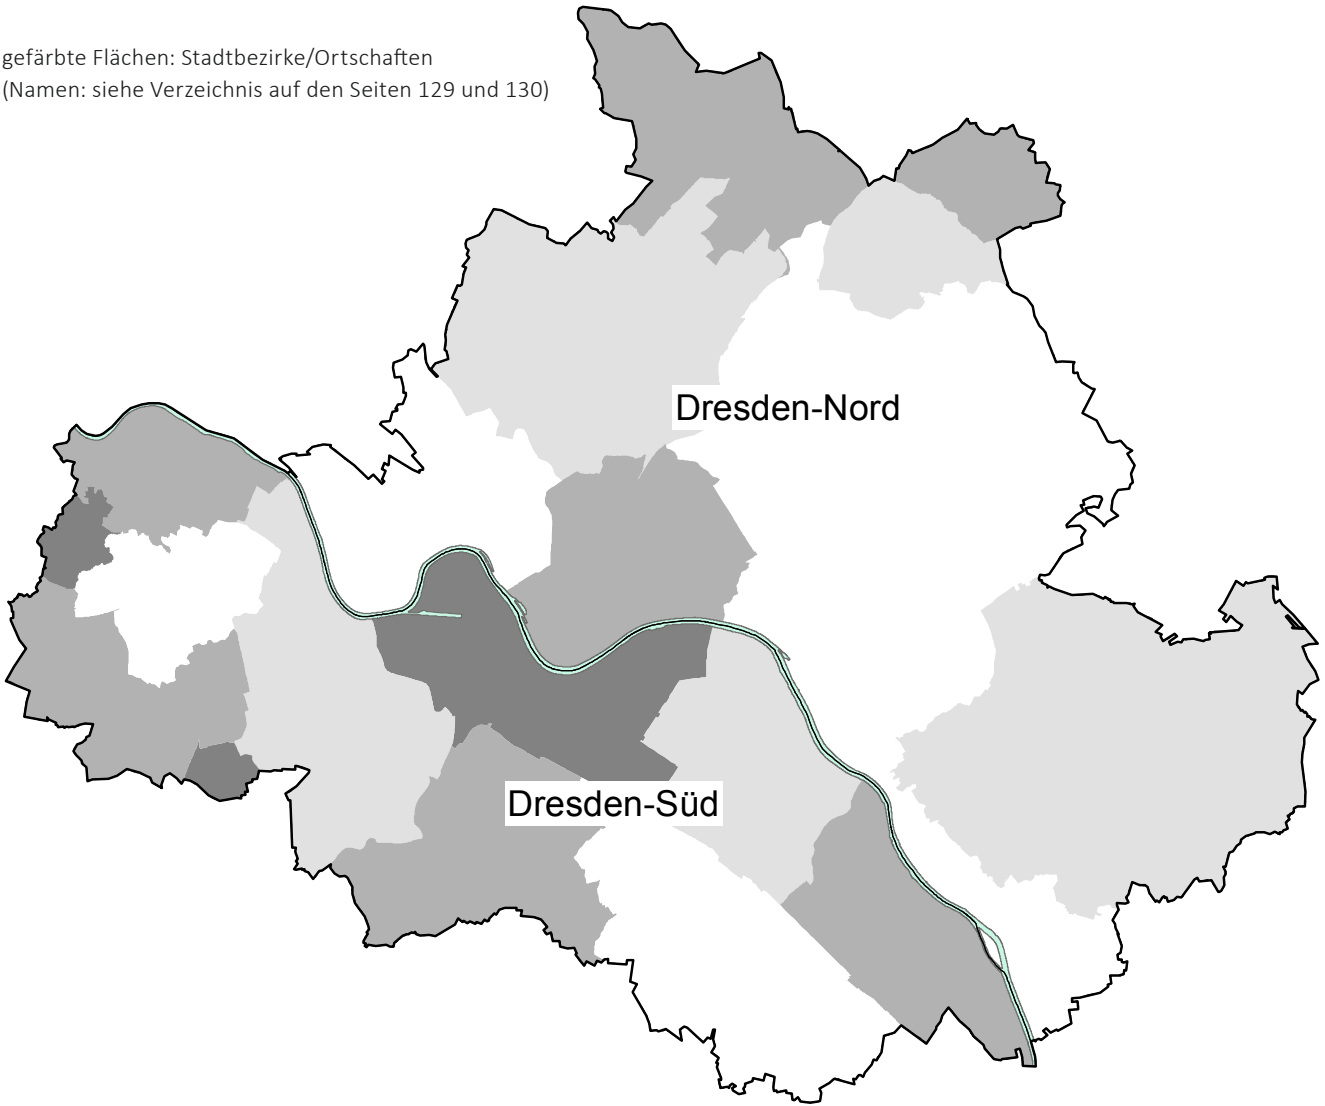 gefärbte Flächen: Stadtbezirke/Ortschaften
(Namen: siehe Verzeichnis auf den Seiten 129 und 130)
Dresden-Nord
Dresden-Süd